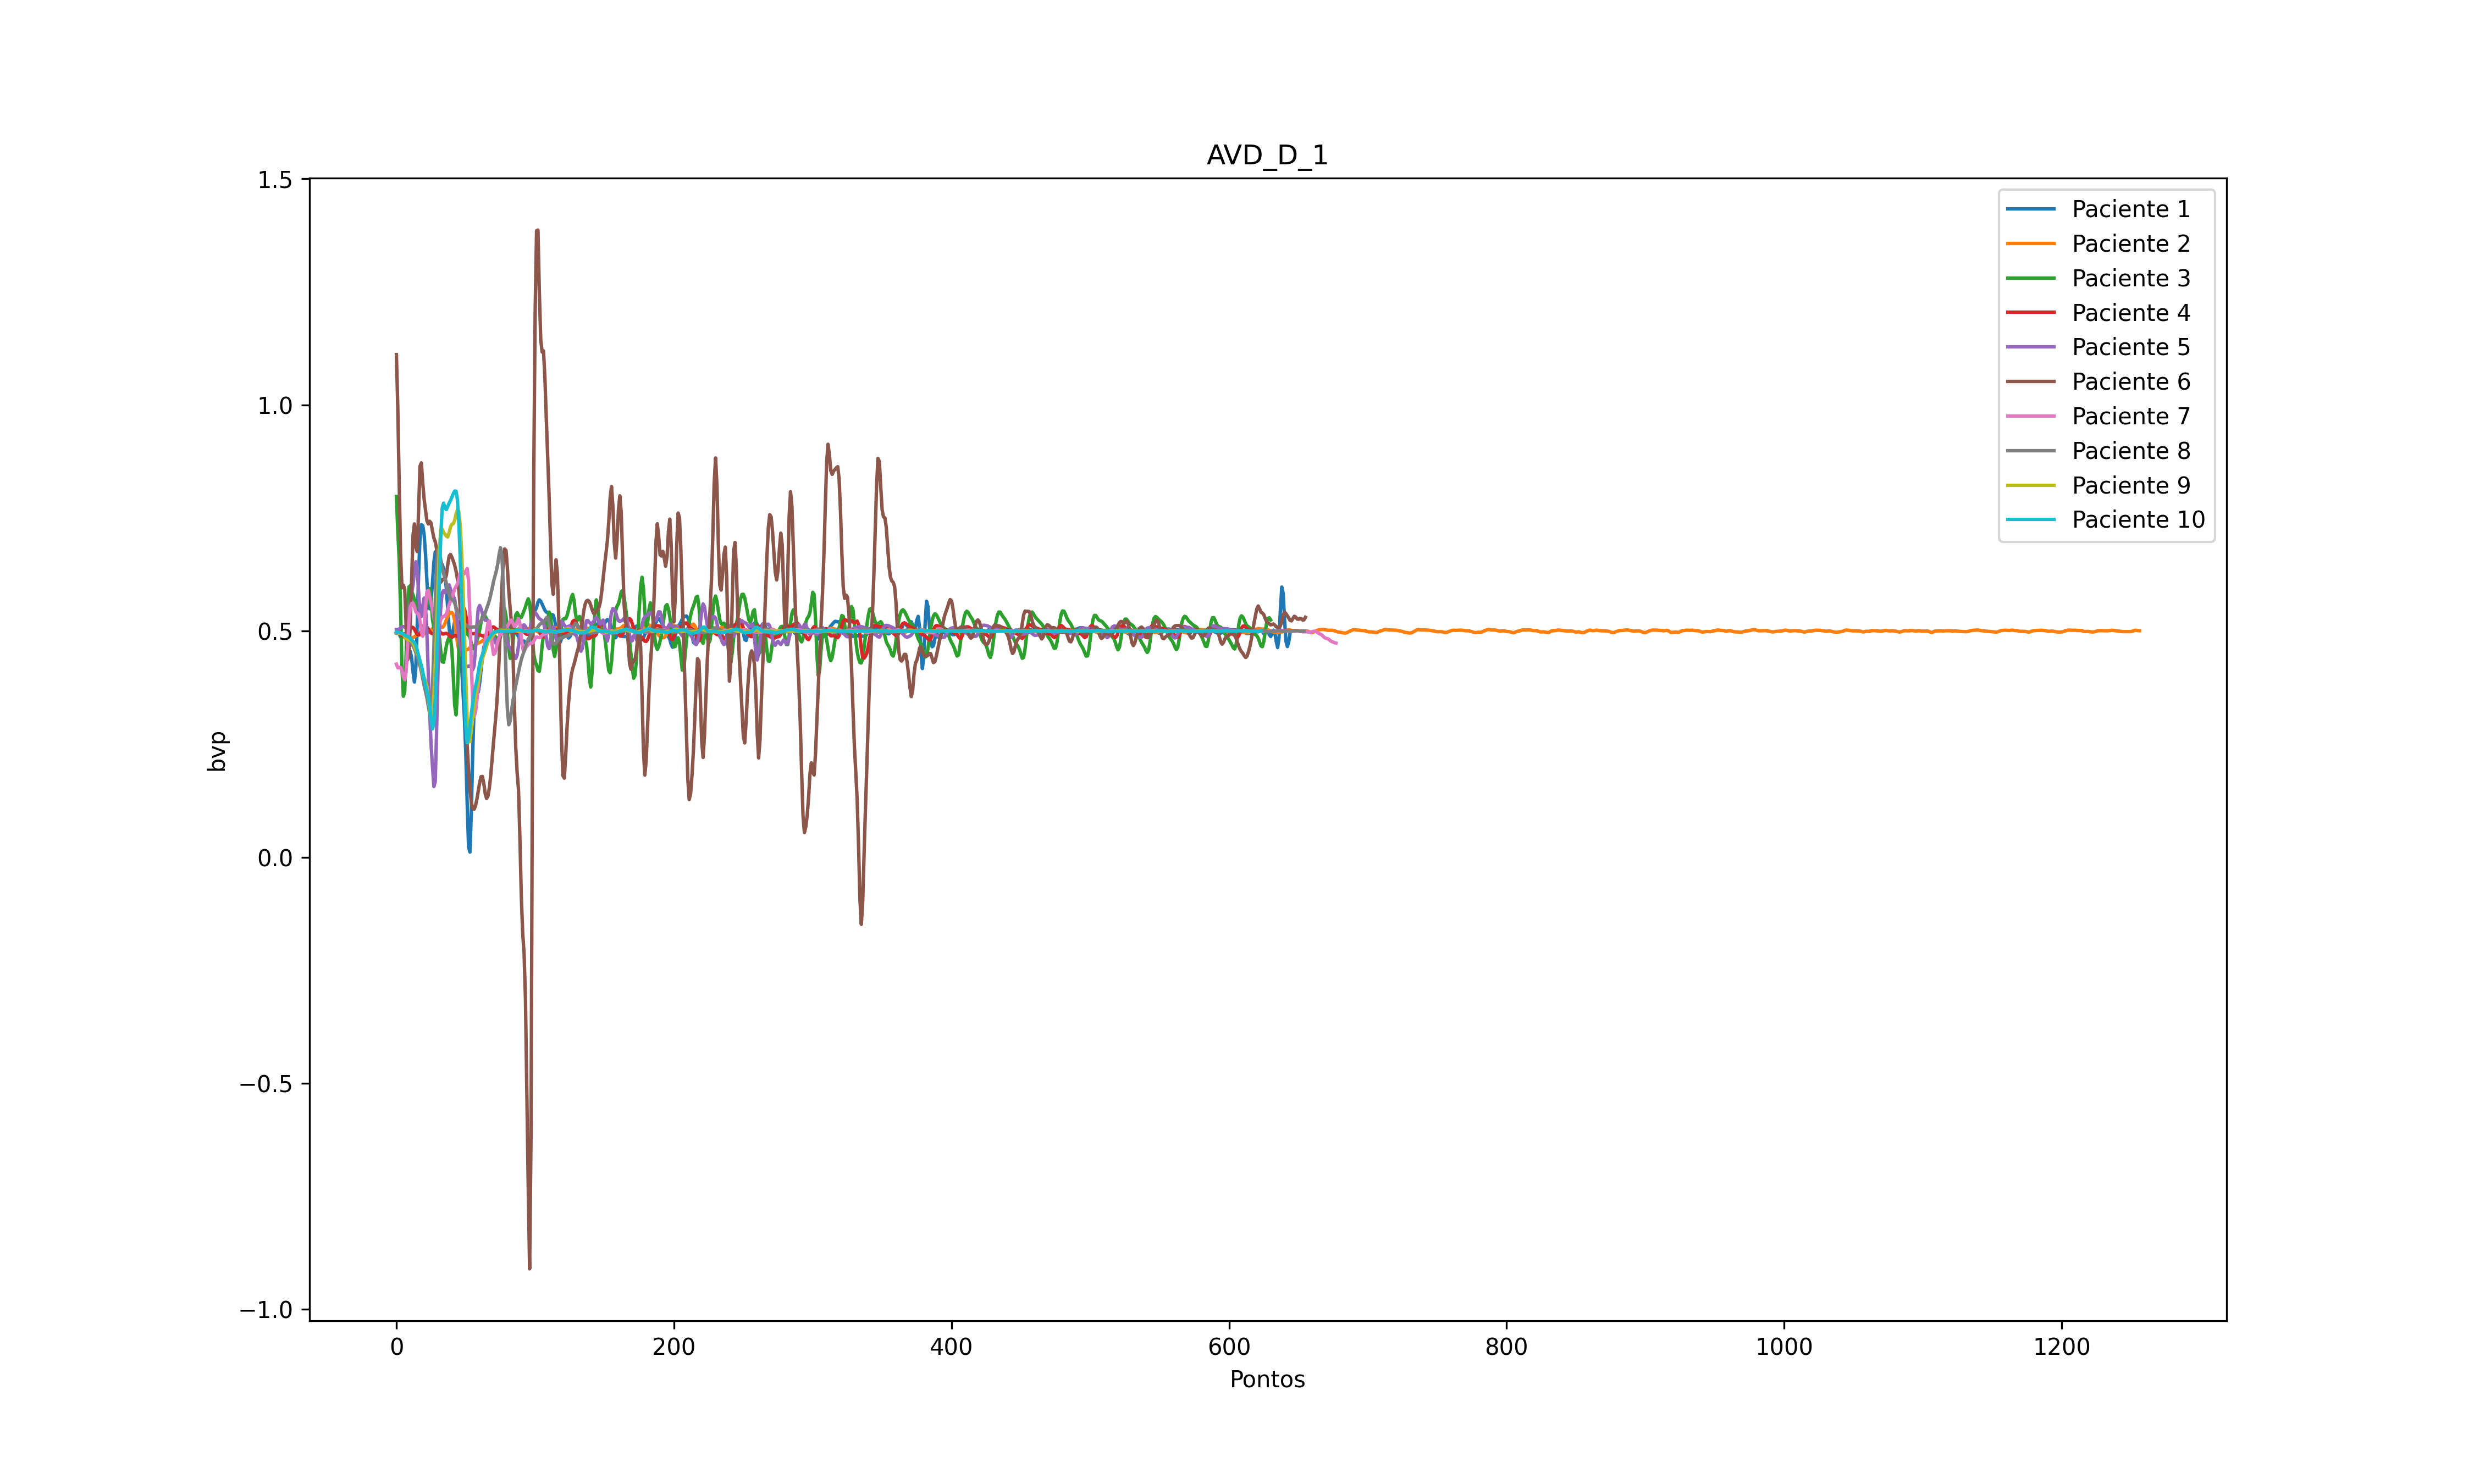 AVD_D_1
1.5
1.0
0.5
0.0
−0.5
−1.0
bvp
0 200 400 600 800 1000 1200
Pontos
Paciente 1
Paciente 2
Paciente 3
Paciente 4
Paciente 5
Paciente 6
Paciente 7
Paciente 8
Paciente 9
Paciente 10